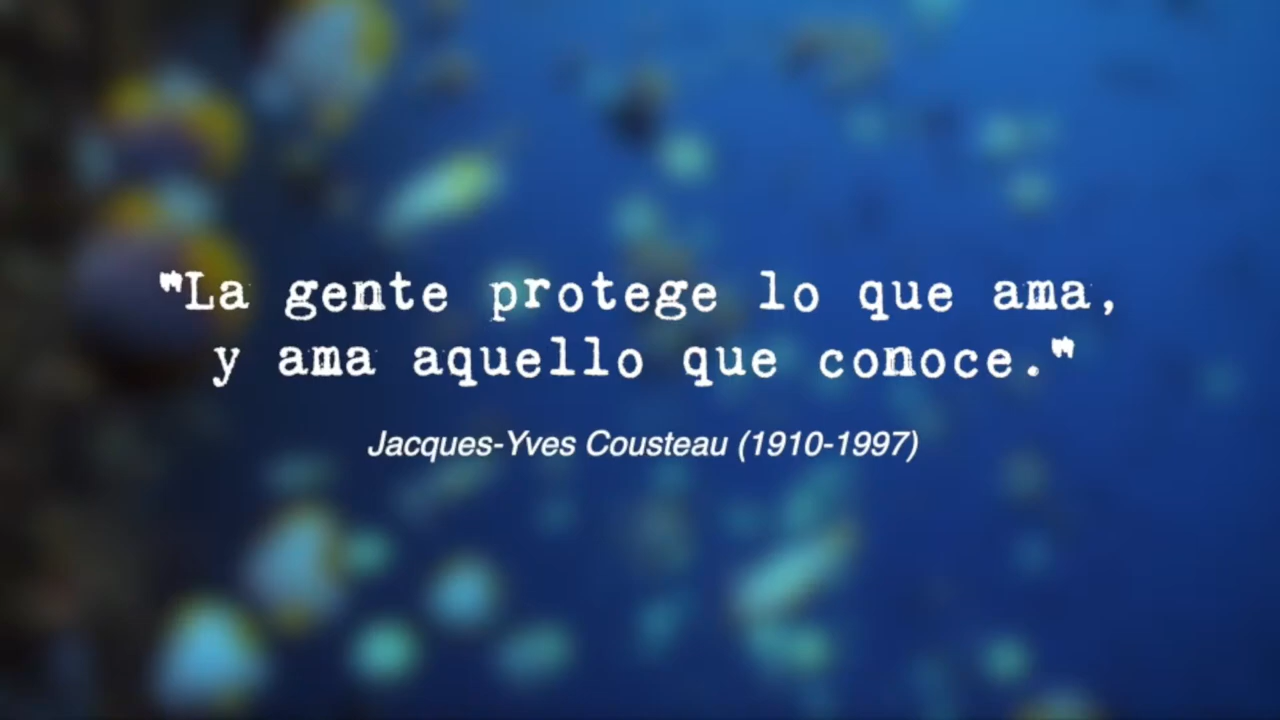 "La gente protege lo que ama,
y ama aquello que conoce."
Jacques-Yves Cousteau (1910-1997)